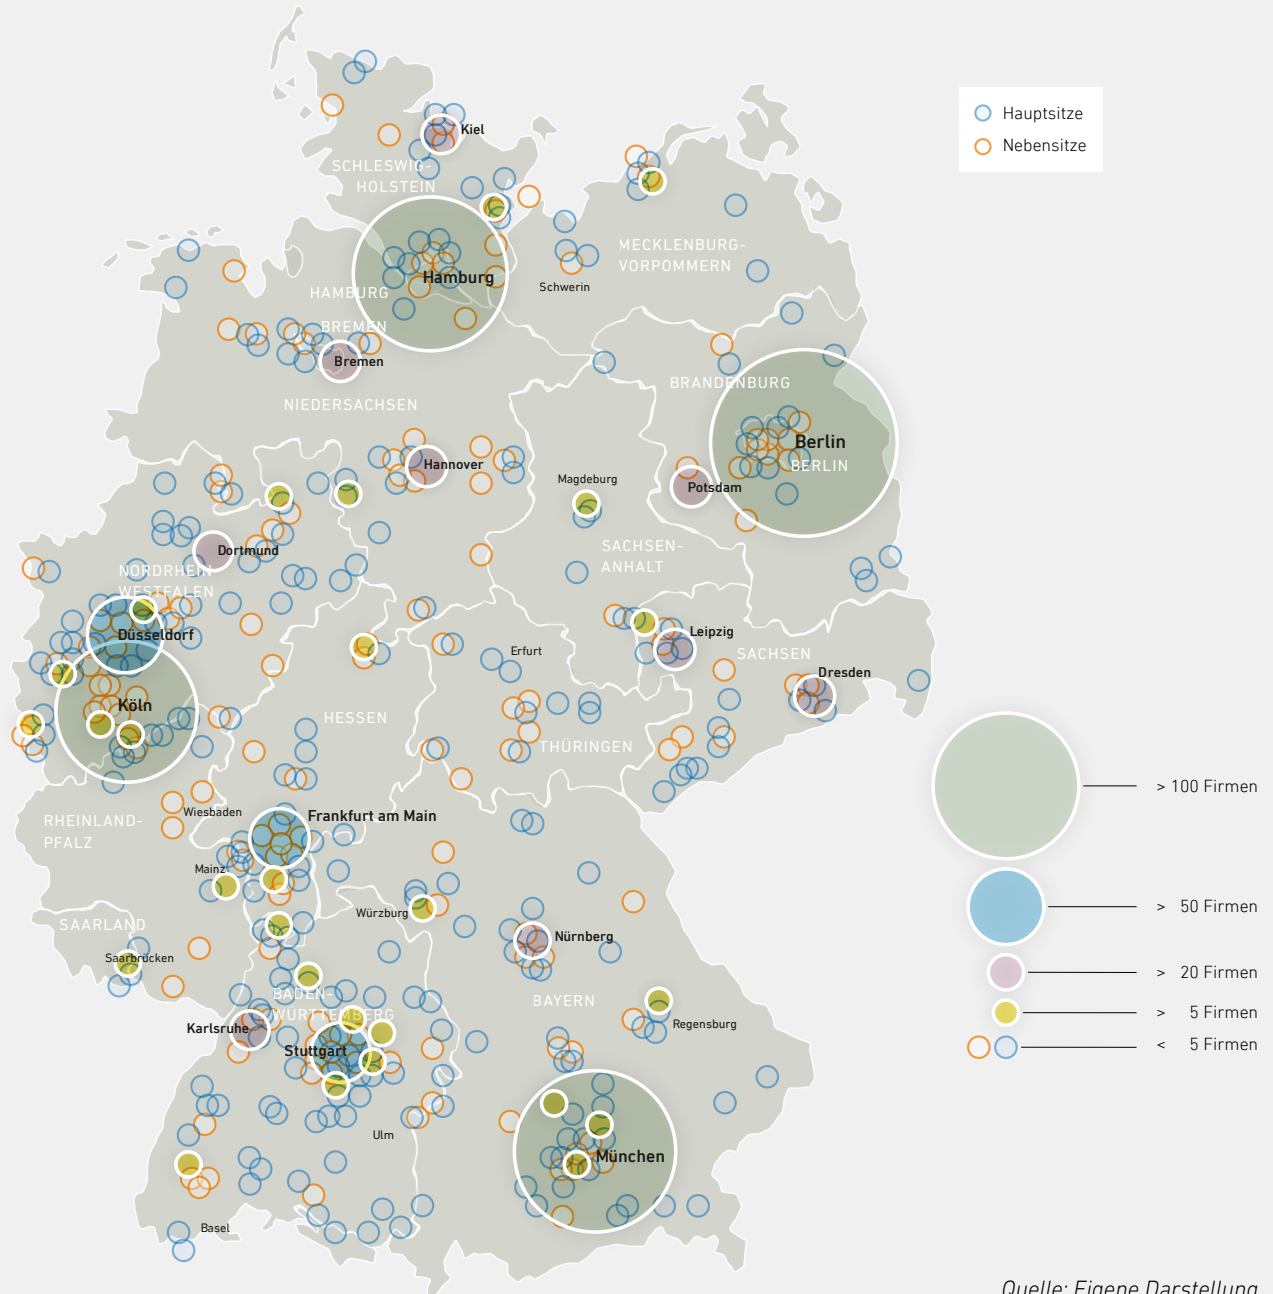 Hauptsitze
Nebensitze
Kiel
SCHLESWIG-
HOLSTEIN
MECKLENBURG-
VORPOMMERN
Hamburg
Schwerin
HAMBURG
BREMEN
Bremen
BRANDENBURG
NIEDERSACHSEN
Berlin
BERLIN
Hannover
Magdeburg
Potsdam
Dortmund
SACHSEN-
ANHALT
NORDRHEIN-
WESTFALEN
Düsseldorf
Leipzig
Erfurt
SACHSEN
Dresden
Köln
HESSEN
THÜRINGEN
> 100 Firmen
Wiesbaden
Frankfurt am Main
RHEINLAND-
PFALZ
Mainz
> 50 Firmen
Würzburg
SAARLAND
Nürnberg
Saarbrücken
> 20 Firmen
BADEN-
WÜRTTEMBERG
BAYERN
> 5 Firmen
Regensburg
Karlsruhe
< 5 Firmen
Stuttgart
Ulm
München
Basel
Quelle: Eigene Darstellung